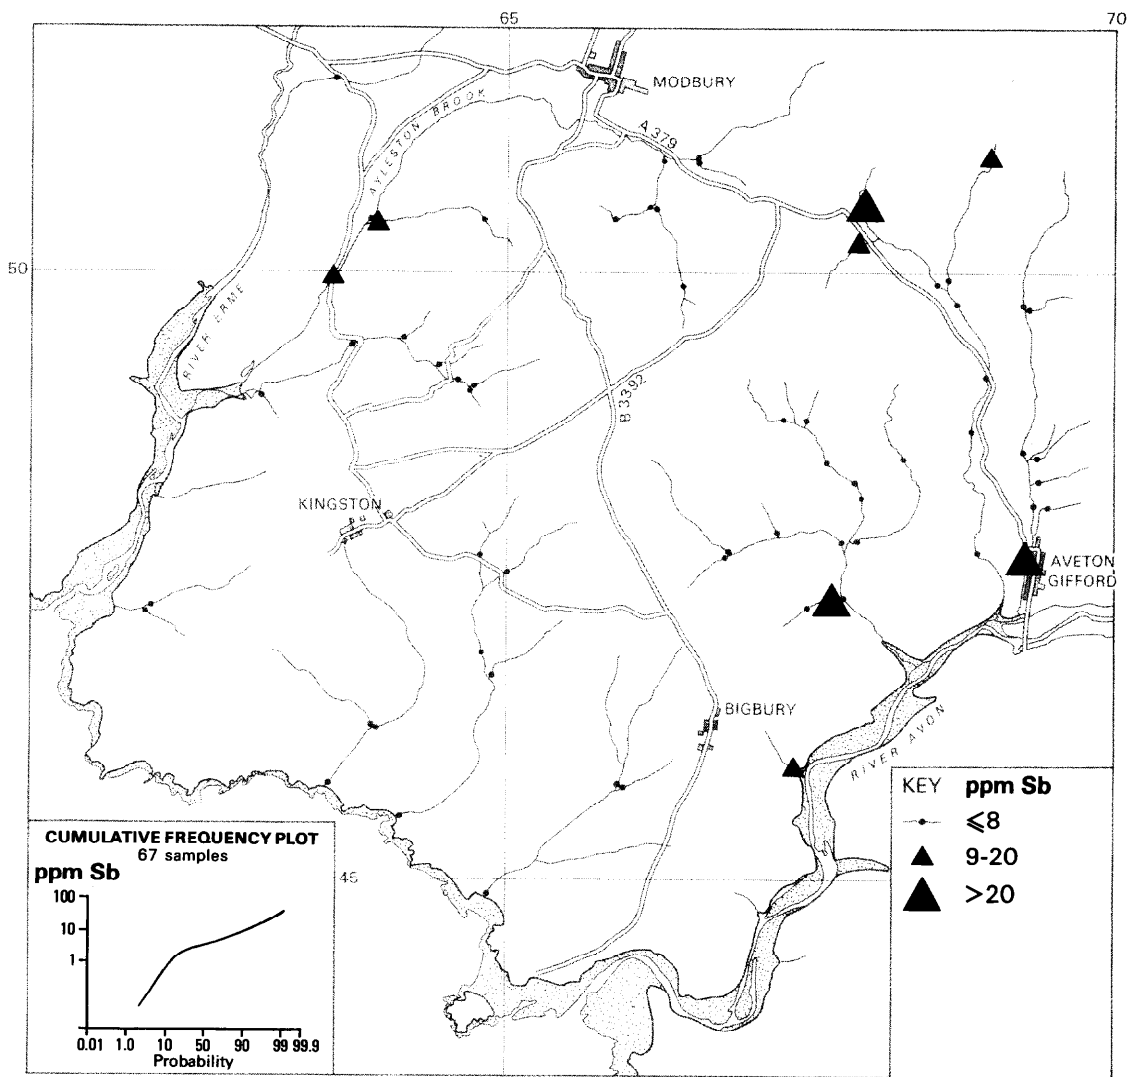 65
70
MODBURY
A 379
AYLESTON BROOK
50
RIVER ERME
B 3392
KINGSTON
AVETON
GIFFORD
BIGBURY
RIVER AVON
KEY ppm Sb
⩽8
9-20
>20
45
CUMULATIVE FREQUENCY PLOT
67 samples
ppm Sb
100
10
1
0.01 1.0 10 50 90 99 99.9
Probability